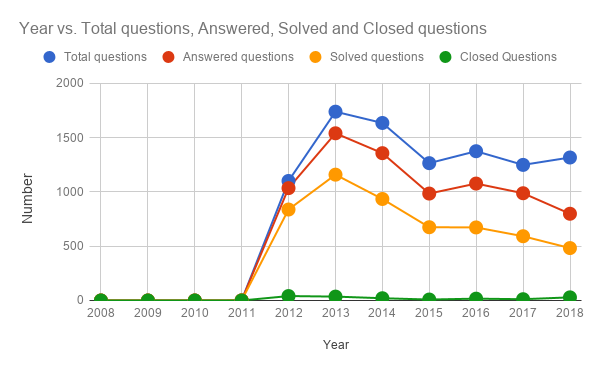 Year vs. Total questions, Answered, Solved and Closed questions
Total questions Answered questions Solved questions Closed Questions
2000
1500
1000
500
0
Number
2008 2009 2010 2011 2012 2013 2014 2015 2016 2017 2018
Year